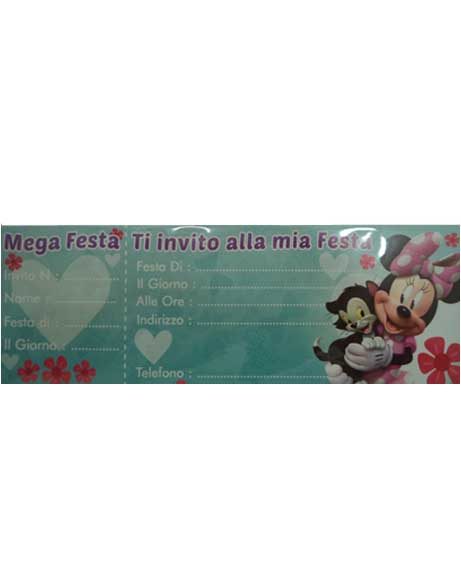 Mega Festa
Invito N :
Nome :
Festa di :
Il Giorno :
Ti invito alla mia Festa
Festa Di :
Il Giorno :
Alle Ore :
Indirizzo :
Telefono :